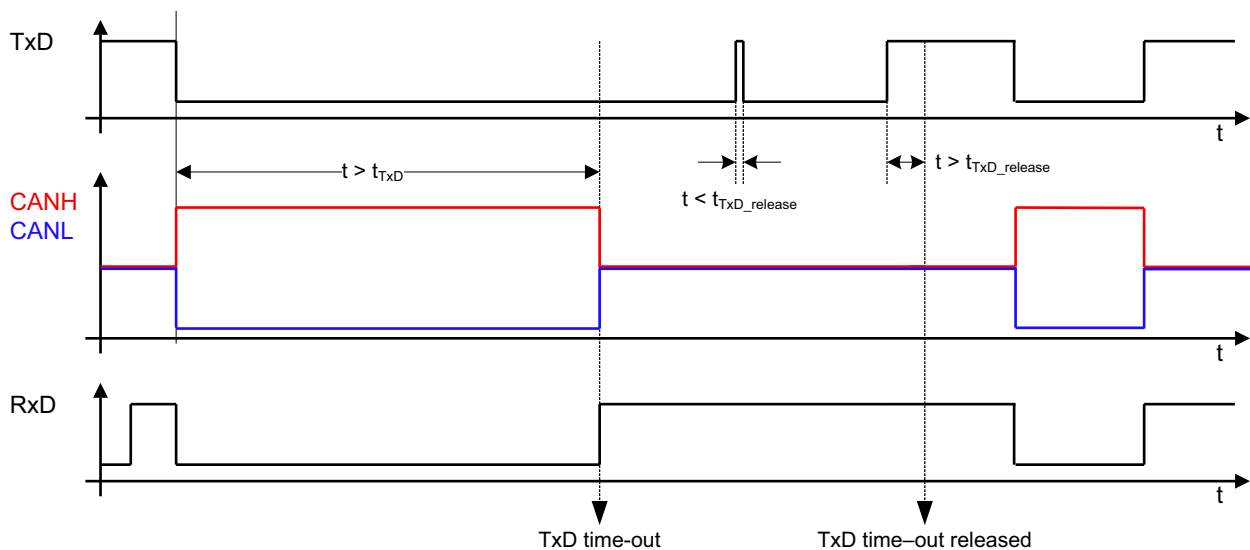 TxD
t
t > tTxD
t < tTxD_release
t > tTxD_release
CANH
CANL
t
RxD
t
TxD time-out
TxD time–out released